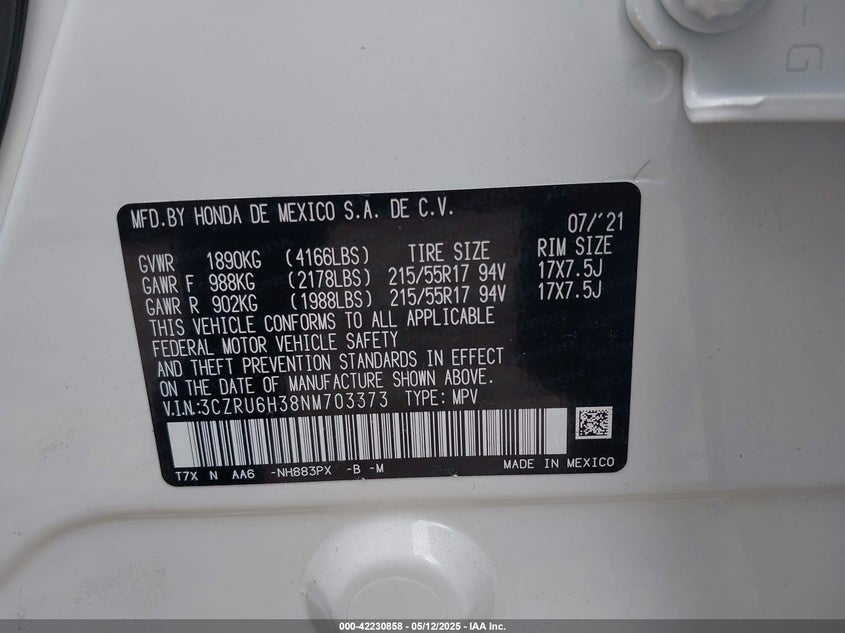 G
MFD.BY HONDA DE MEXICO S.A. DE C.V. 07/'21
GVWR 1890KG (4166LBS) TIRE SIZE RIM SIZE
GAWR F 988KG (2178LBS) 215/55R17 94V 17X7.5J
GAWR R 902KG (1988LBS) 215/55R17 94V 17X7.5J
THIS VEHICLE CONFORMS TO ALL APPLICABLE
FEDERAL MOTOR VEHICLE SAFETY
AND THEFT PREVENTION STANDARDS IN EFFECT
ON THE DATE OF MANUFACTURE SHOWN ABOVE.
V.I.N.:3CZRU6H38NM703373 TYPE: MPV
T7X N AA6 -NH883PX -B -M MADE IN MEXICO
000-42230858 - 05/12/2025 - IAA Inc.